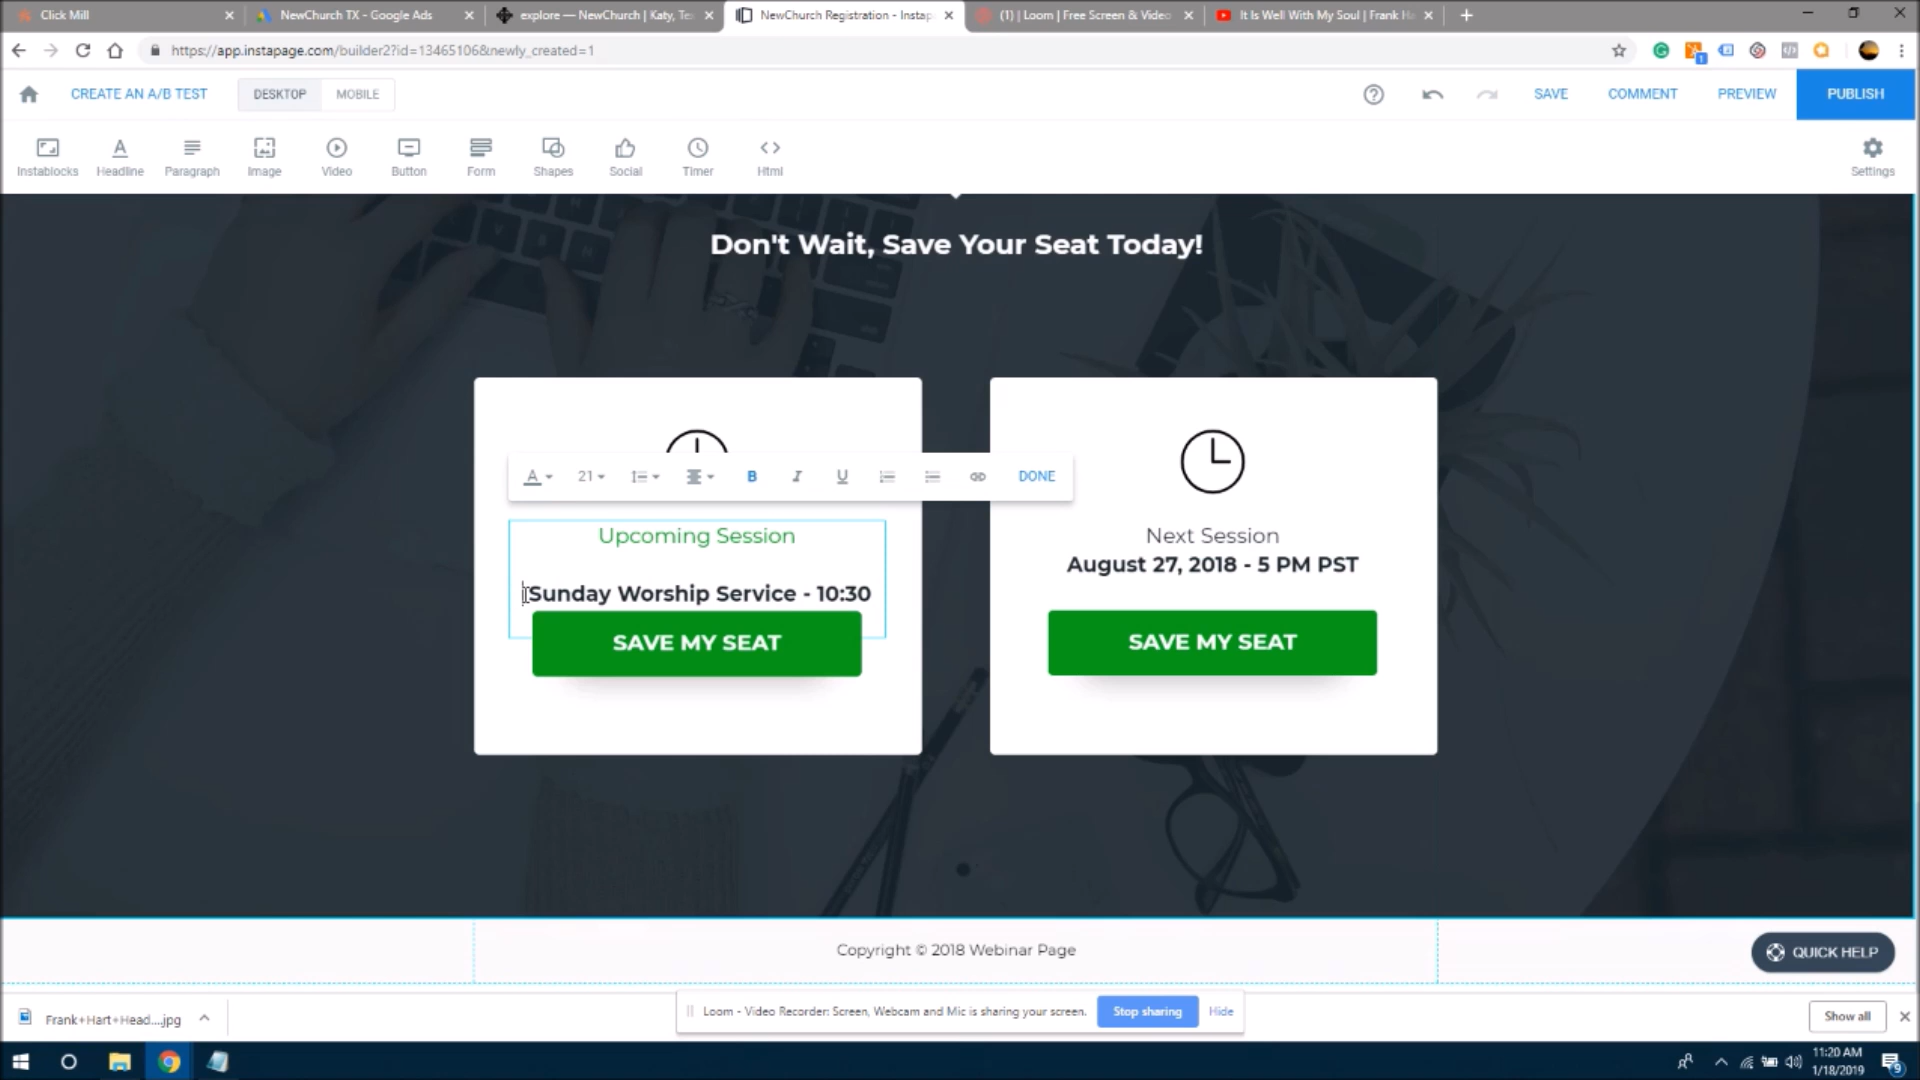 Click Mill
NewChurch TX - Google Ads
explore — NewChurch | Katy, Te
NewChurch Registration - Instap
(1) | Loom | Free Screen & Video
It Is Well With My Soul | Frank Ha
https://app.instapage.com/builder2?id=13465106&newly_created=1
1
CREATE AN A/B TEST
DESKTOP
MOBILE
SAVE
COMMENT
PREVIEW
PUBLISH
Instablocks
Headline
Paragraph
Image
Video
Button
Form
Shapes
Social
Timer
Html
Settings
Don't Wait, Save Your Seat Today!
A
21
B
I
U
DONE
Upcoming Session
Sunday Worship Service - 10:30
SAVE MY SEAT
Next Session
August 27, 2018 - 5 PM PST
SAVE MY SEAT
Copyright © 2018 Webinar Page
QUICK HELP
Frank+Hart+Head....jpg
Loom - Video Recorder: Screen, Webcam and Mic is sharing your screen.
Stop sharing
Hide
Show all
11:20 AM
1/18/2019
9